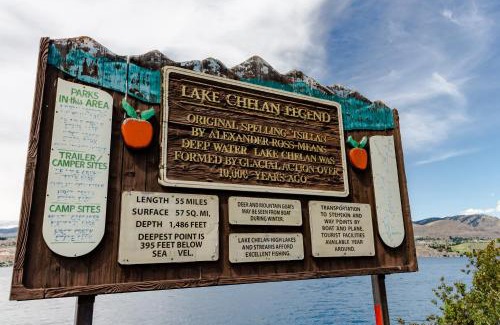 PARKS
IN this AREA
TRAILER/
CAMPER SITES
CAMP SITES
LAKE CHELAN LEGEND
ORIGINAL SPELLING-TSILLAN
BY ALEXANDER ROSS-MEANS
DEEP WATER. LAKE CHELAN WAS
FORMED BY GLACIAL ACTION OVER
10,000 YEARS AGO
LENGTH 55 MILES
SURFACE 57 SQ. MI,
DEPTH 1,486 FEET
DEEPEST POINT IS
395 FEET BELOW
SEA VEL.
DEER AND MOUNTAIN GOATS
MAY BE SEEN FROM BOAT
DURING WINTER.
LAKE CHELAN HIGH LAKES
AND STREAMS AFFORD
EXCELLENT FISHING.
TRANSPORTATION
TO STEHEKIN AND
WAY POINTS BY
BOAT AND PLANE.
TOURIST FACILITIES
AVAILABLE YEAR
AROUND.